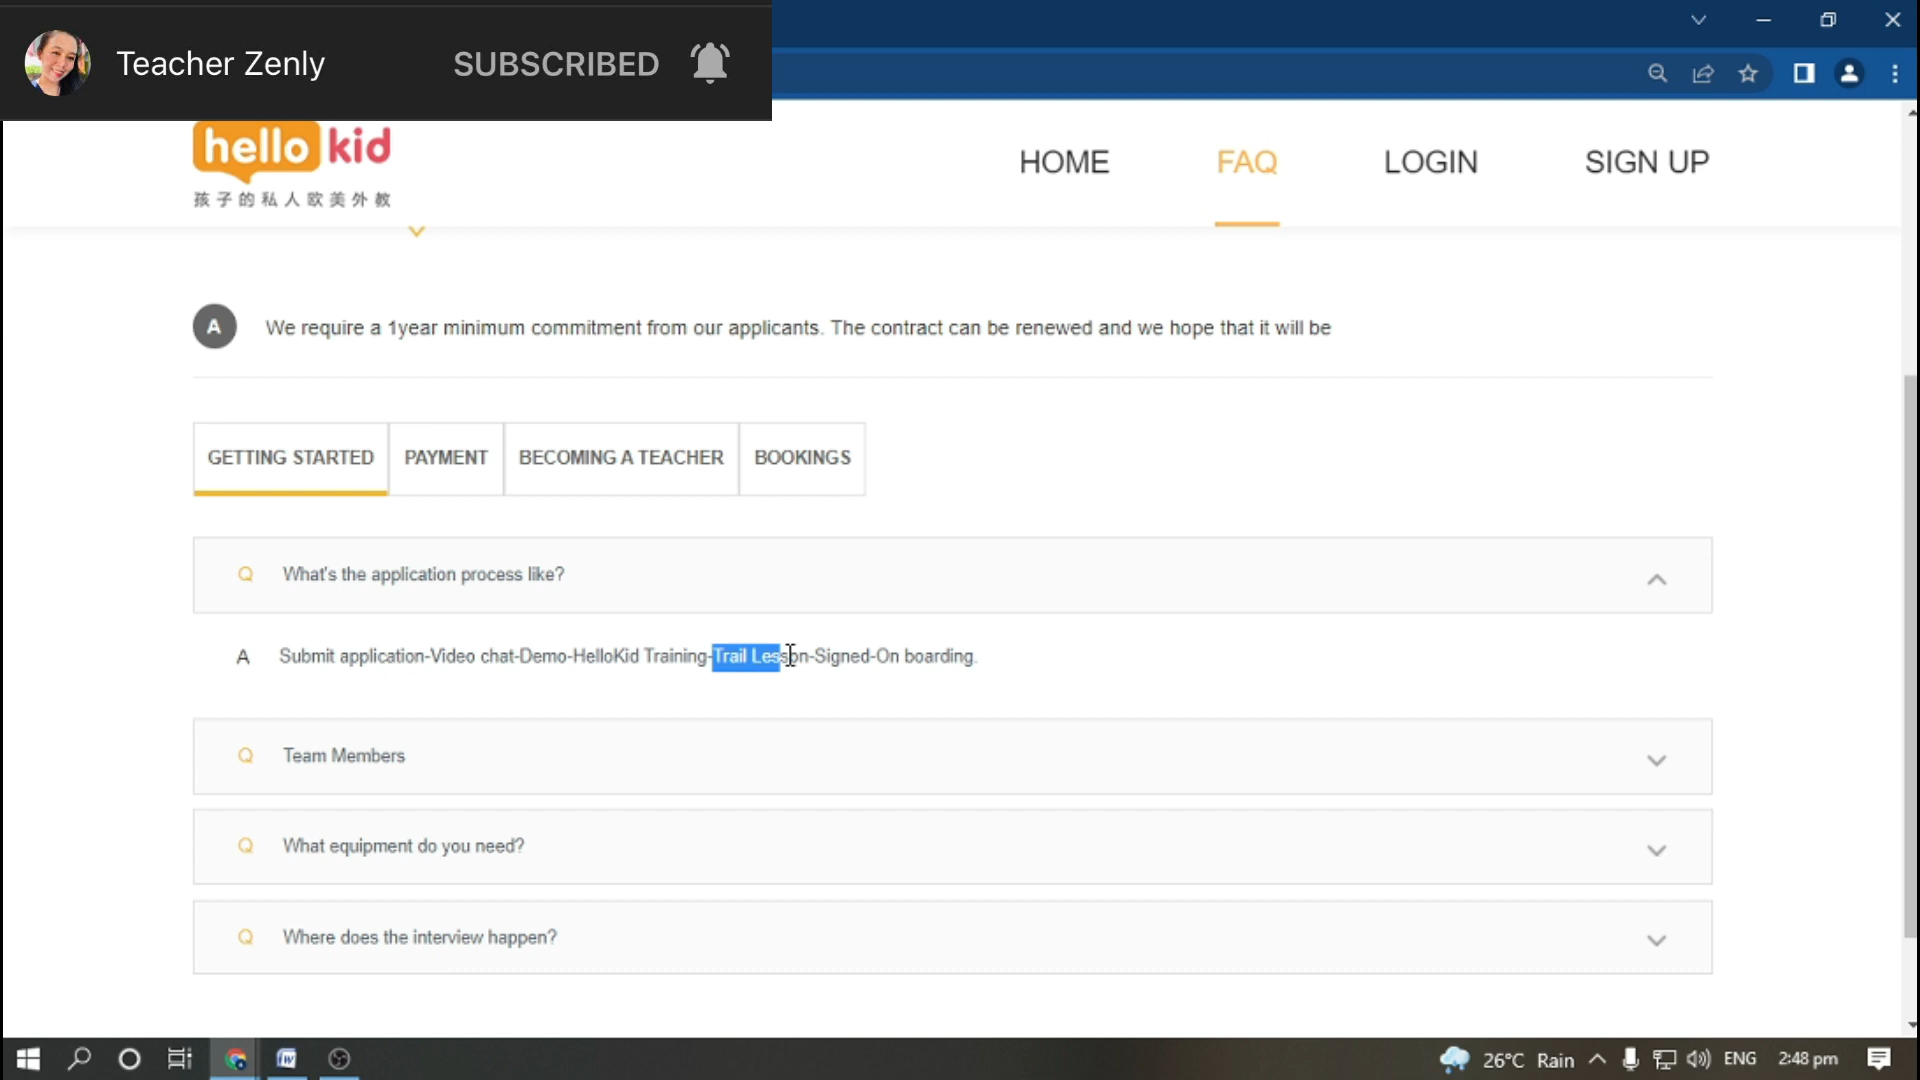 Teacher Zenly SUBSCRIBED
hello kid
孩子的私人欧美外教
HOME FAQ LOGIN SIGN UP
A We require a 1year minimum commitment from our applicants. The contract can be renewed and we hope that it will be
GETTING STARTED PAYMENT BECOMING A TEACHER BOOKINGS
Q What's the application process like?
A Submit application-Video chat-Demo-HelloKid Training-Trail Lesson-Signed-On boarding.
Q Team Members
Q What equipment do you need?
Q Where does the interview happen?
26°C Rain ENG 2:48 pm